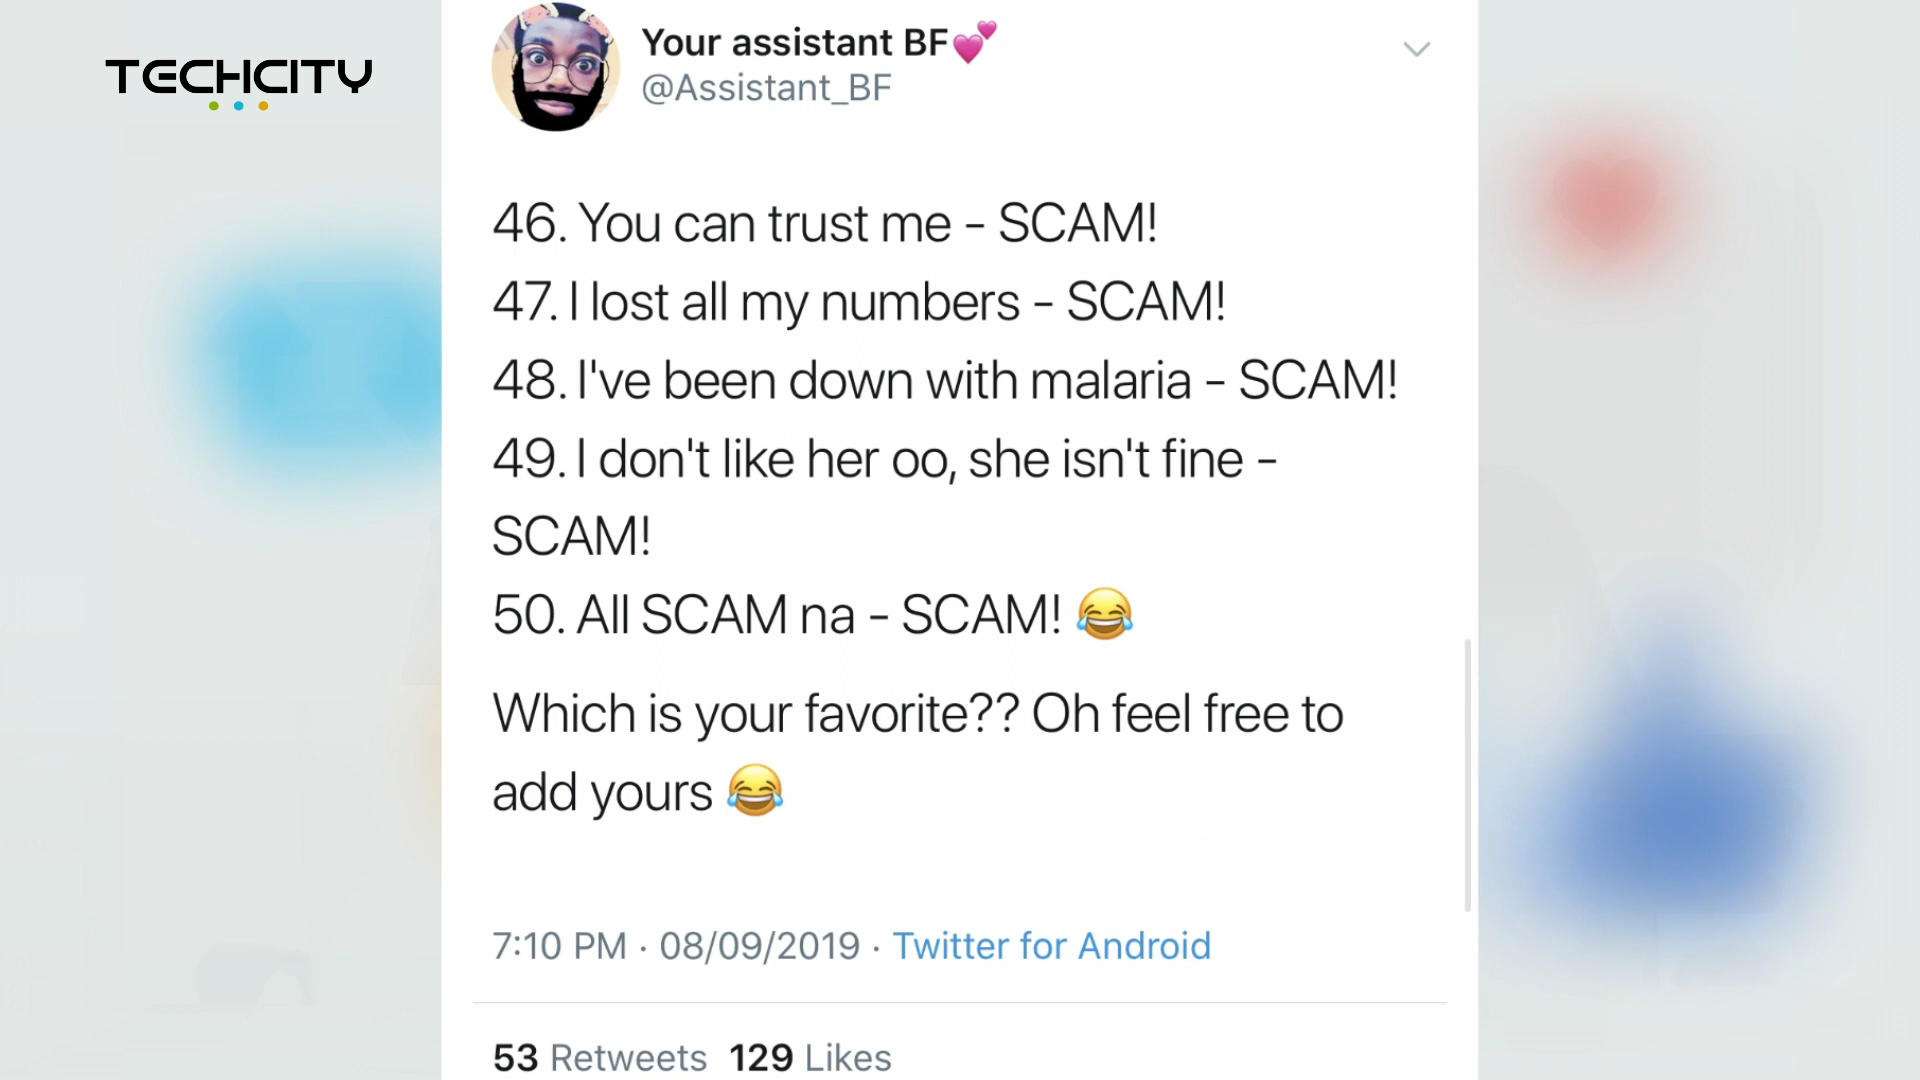 TECHCITY
Your assistant BF💕
@Assistant_BF
46. You can trust me - SCAM!
47. I lost all my numbers - SCAM!
48. I've been down with malaria - SCAM!
49. I don't like her oo, she isn't fine -
SCAM!
50. All SCAM na - SCAM! 😂
Which is your favorite?? Oh feel free to
add yours 😂
7:10 PM · 08/09/2019 · Twitter for Android
53 Retweets 129 Likes